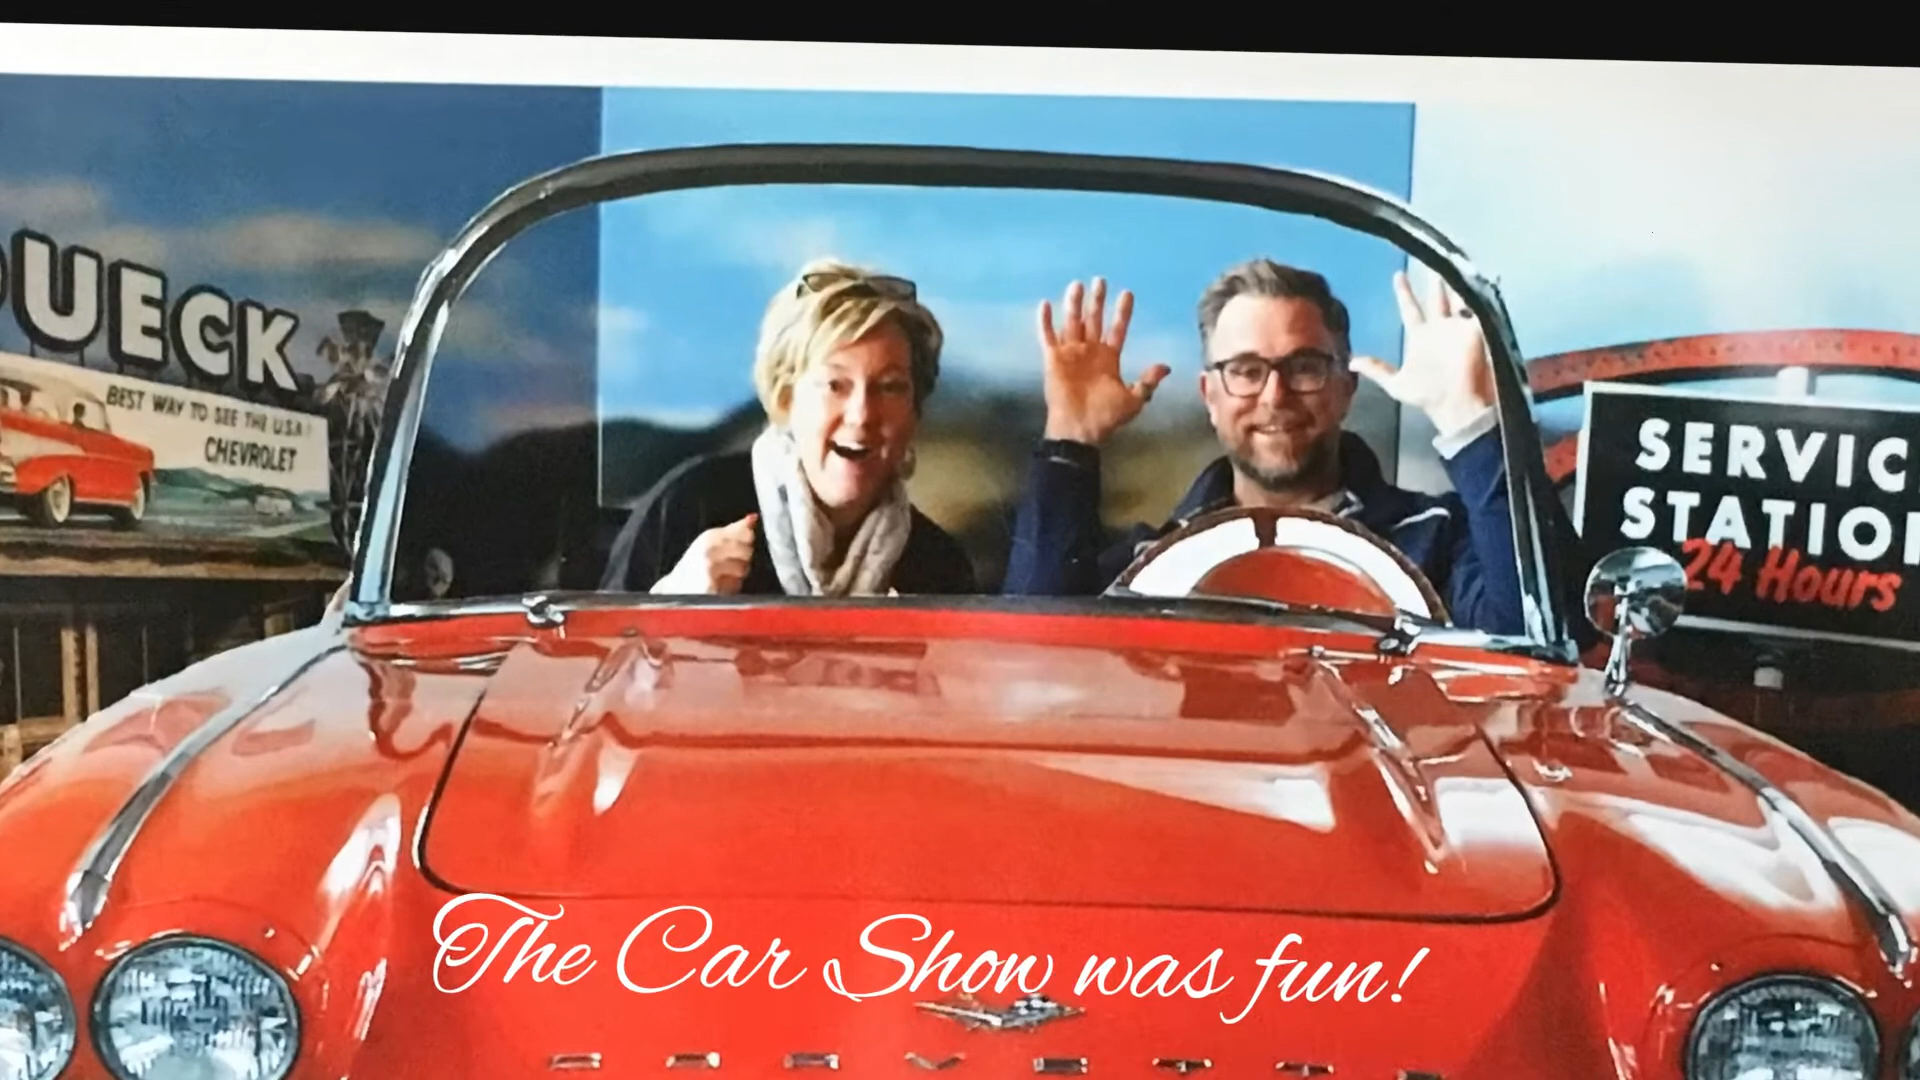 UECK
BEST WAY TO SEE THE U.S.A!
CHEVROLET
SERVIC
STATIO
24 Hours
The Car Show was fun!